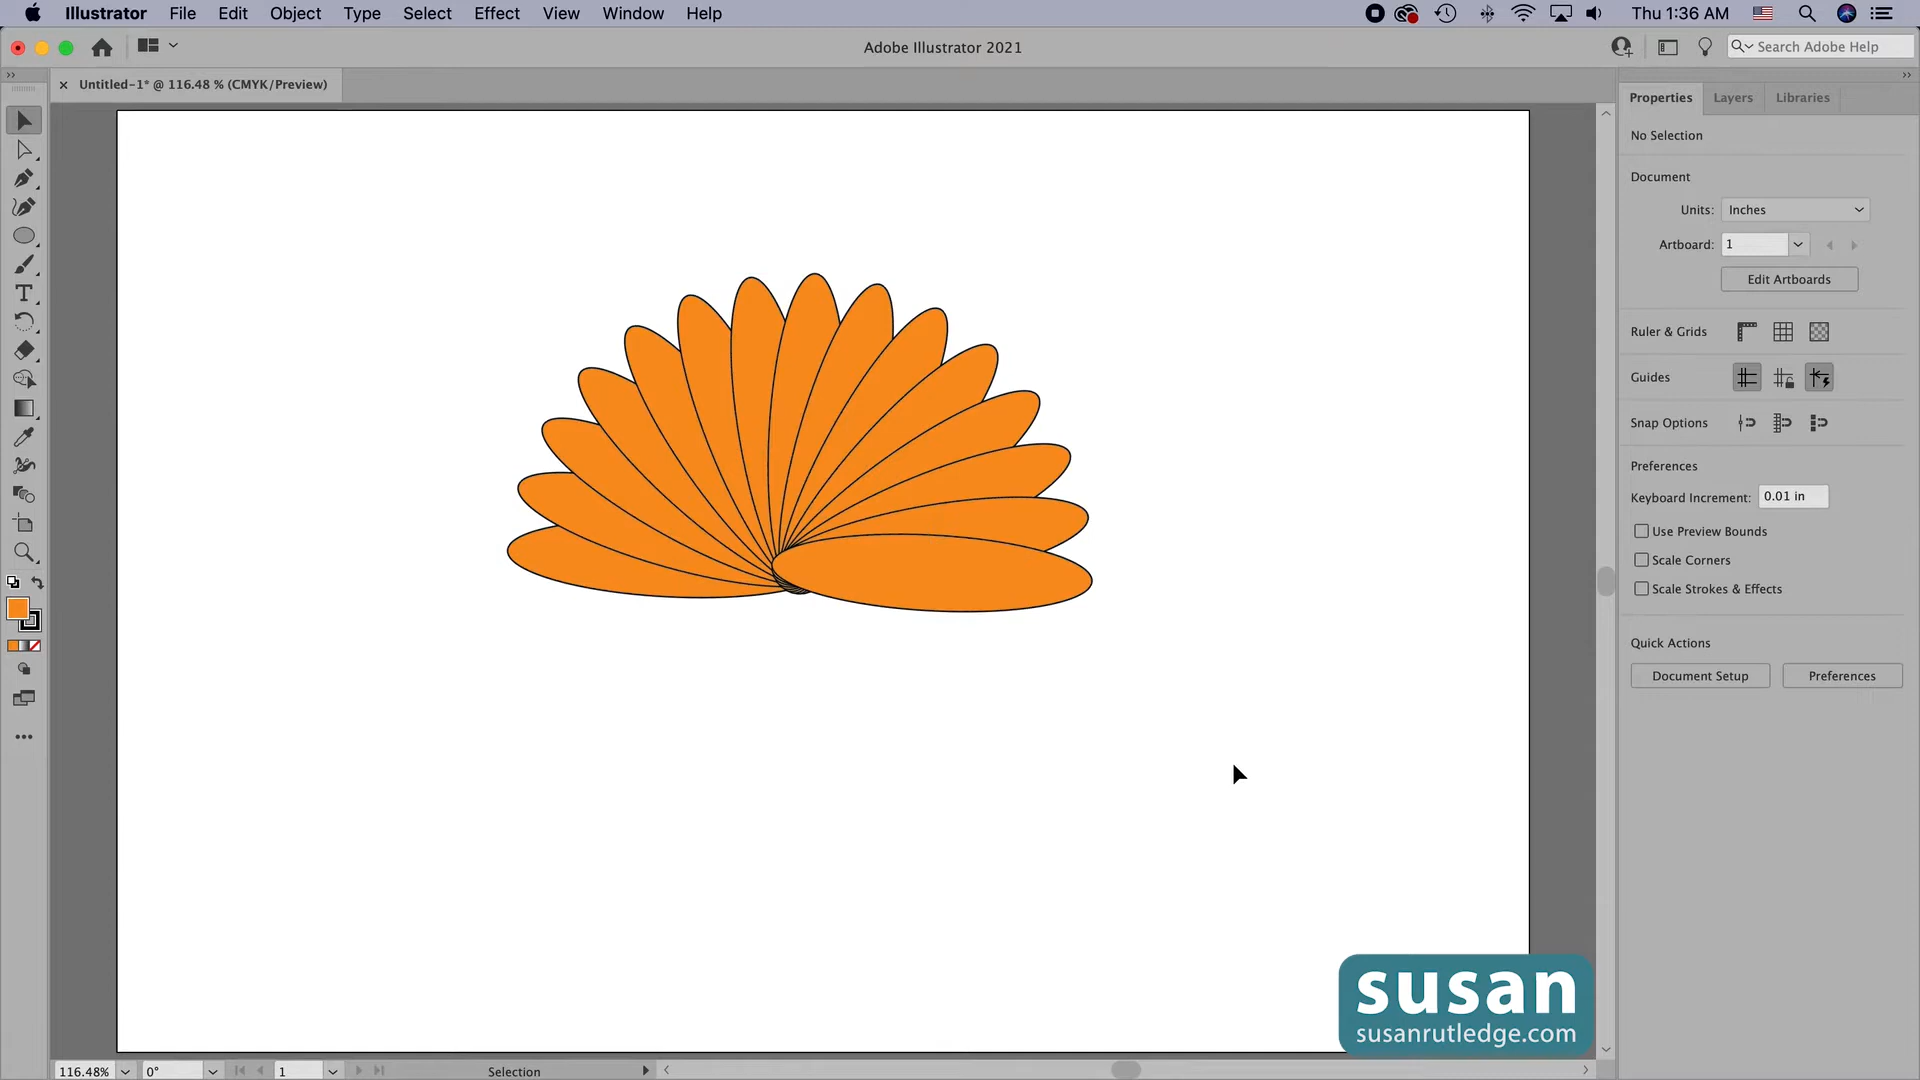 Illustrator File Edit Object Type Select Effect View Window Help Thu 1:36 AM
Adobe Illustrator 2021 Search Adobe Help
Untitled-1* @ 116.48 % (CMYK/Preview)
Properties Layers Libraries
No Selection
Document
Units: Inches
Artboard: 1
Edit Artboards
Ruler & Grids
Guides
Snap Options
Preferences
Keyboard Increment: 0.01 in
Use Preview Bounds
Scale Corners
Scale Strokes & Effects
Quick Actions
Document Setup Preferences
susan
susanrutledge.com
116.48% 0° 1 Selection